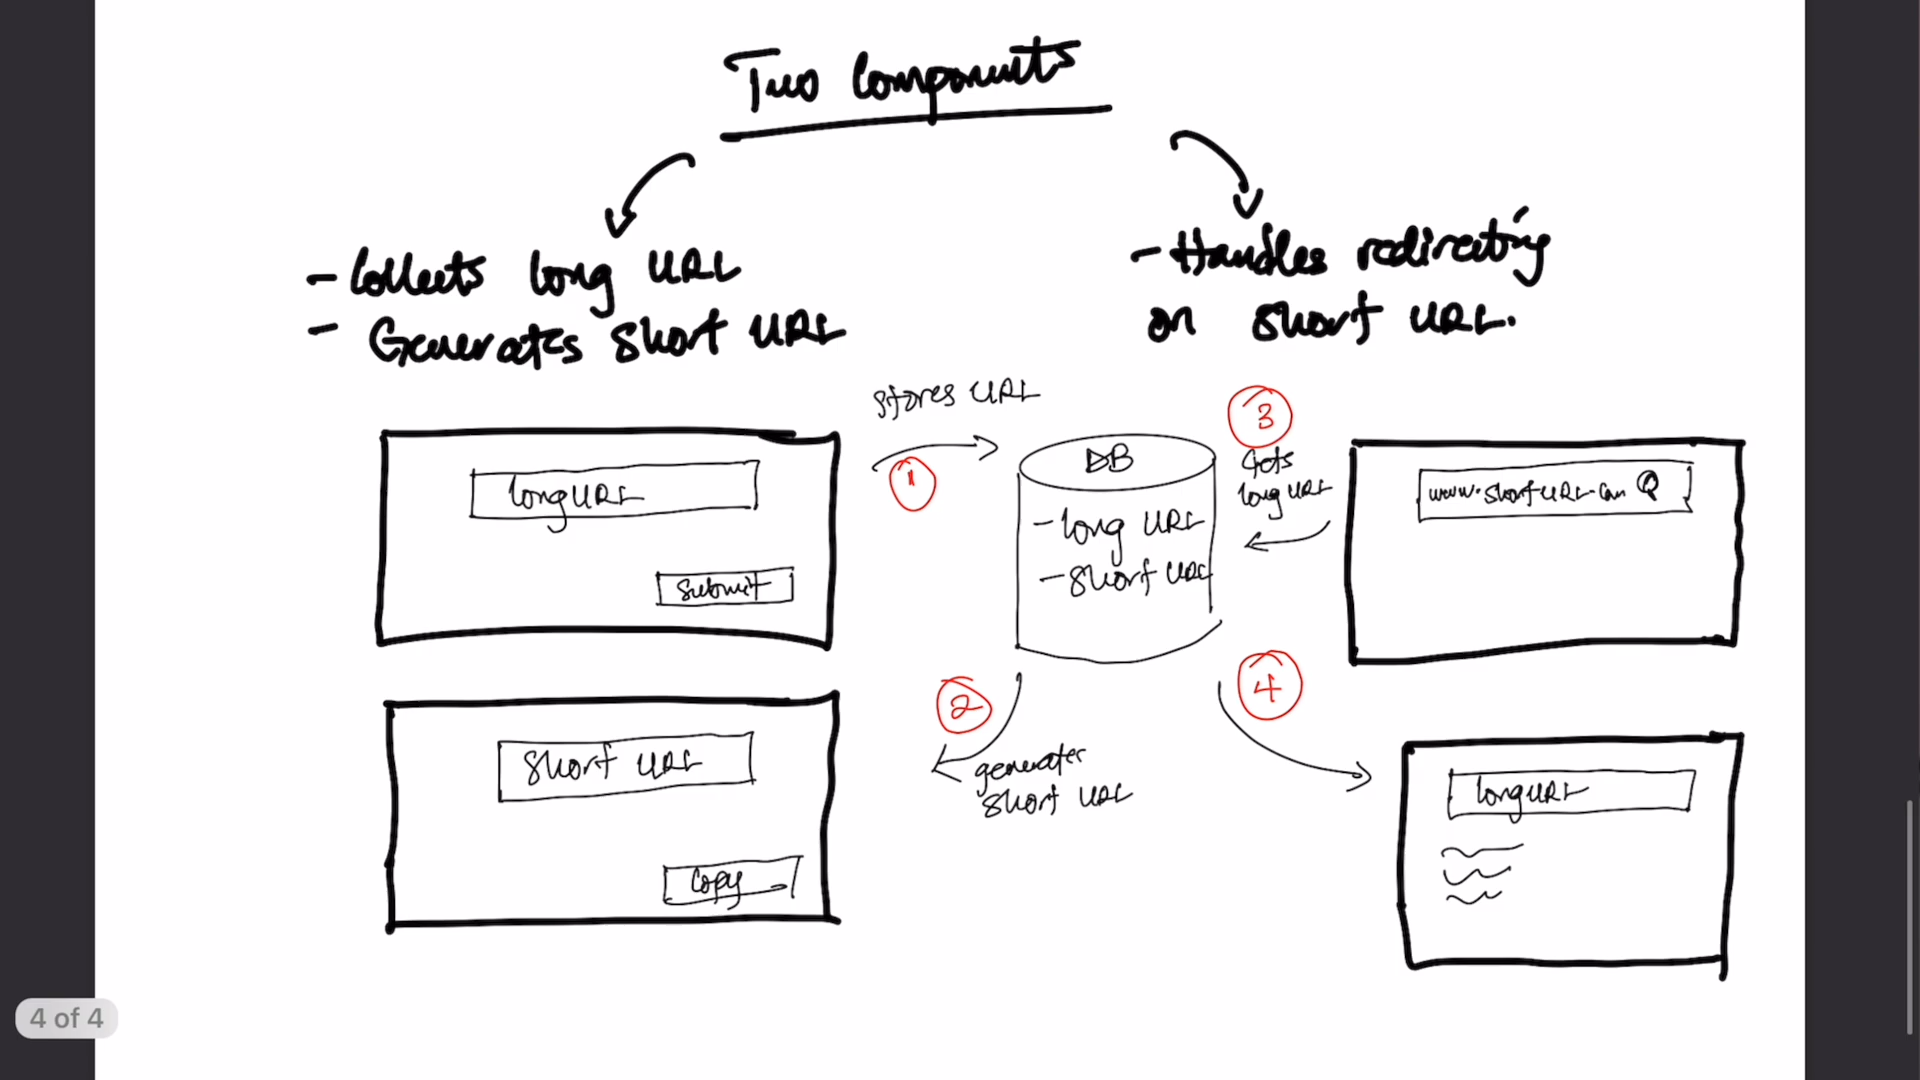 Two Components
- Collects long URL
- Generates short URL
- Handles redirecting
on short URL.
stores URL
1
long URL
Submit
DB
- long URL
- short URL
3
Gets
long URL
www.shortURL.com
2
generates
short URL
short URL
Copy
4
long URL
4 of 4